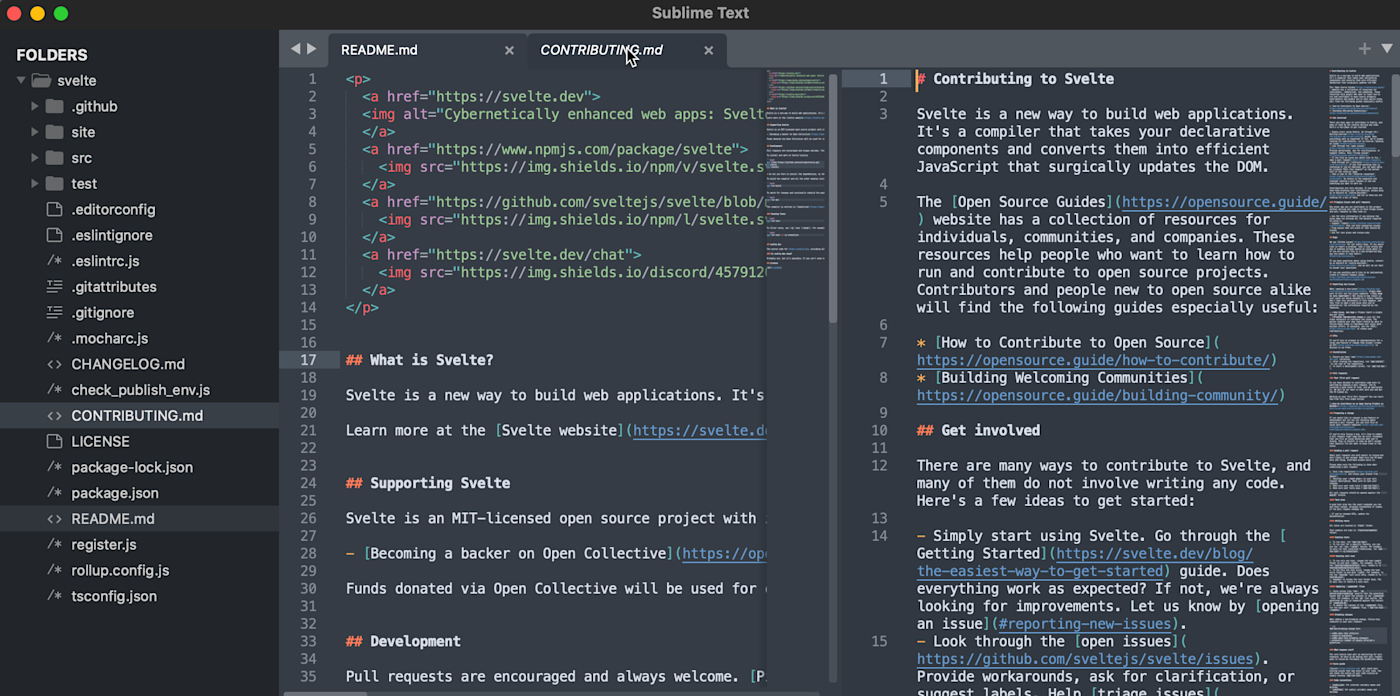 Sublime Text
FOLDERS
svelte
.github
site
src
test
.editorconfig
.eslintignore
/* .eslintrc.js
.gitattributes
.gitignore
/* .mocharc.js
<> CHANGELOG.md
/* check_publish_env.js
<> CONTRIBUTING.md
LICENSE
/* package-lock.json
/* package.json
<> README.md
/* register.js
/* rollup.config.js
/* tsconfig.json
README.md
CONTRIBUTING.md
1 <p>
2 <a href="https://svelte.dev">
3 <img alt="Cybernetically enhanced web apps: Svelt
4 </a>
5 <a href="https://www.npmjs.com/package/svelte">
6 <img src="https://img.shields.io/npm/v/svelte.s
7 </a>
8 <a href="https://github.com/sveltejs/svelte/blob/
9 <img src="https://img.shields.io/npm/l/svelte.s
10 </a>
11 <a href="https://svelte.dev/chat">
12 <img src="https://img.shields.io/discord/457912
13 </a>
14 </p>
15
16
17 ## What is Svelte?
18
19 Svelte is a new way to build web applications. It's
20
21 Learn more at the [Svelte website](https://svelte.d
22
23
24 ## Supporting Svelte
25
26 Svelte is an MIT-licensed open source project with
27
28 - [Becoming a backer on Open Collective](https://op
29
30 Funds donated via Open Collective will be used for
31
32
33 ## Development
34
35 Pull requests are encouraged and always welcome. [P
1 # Contributing to Svelte
2
3 Svelte is a new way to build web applications.
It's a compiler that takes your declarative
components and converts them into efficient
JavaScript that surgically updates the DOM.
4
5 The [Open Source Guides](https://opensource.guide/
) website has a collection of resources for
individuals, communities, and companies. These
resources help people who want to learn how to
run and contribute to open source projects.
Contributors and people new to open source alike
will find the following guides especially useful:
6
7 * [How to Contribute to Open Source](
https://opensource.guide/how-to-contribute/)
8 * [Building Welcoming Communities](
https://opensource.guide/building-community/)
9
10 ## Get involved
11
12 There are many ways to contribute to Svelte, and
many of them do not involve writing any code.
Here's a few ideas to get started:
13
14 - Simply start using Svelte. Go through the [
Getting Started](https://svelte.dev/blog/
the-easiest-way-to-get-started) guide. Does
everything work as expected? If not, we're always
looking for improvements. Let us know by [opening
an issue](#reporting-new-issues).
15 - Look through the [open issues](
https://github.com/sveltejs/svelte/issues).
Provide workarounds, ask for clarification, or
suggest labels. Help [triage issues](